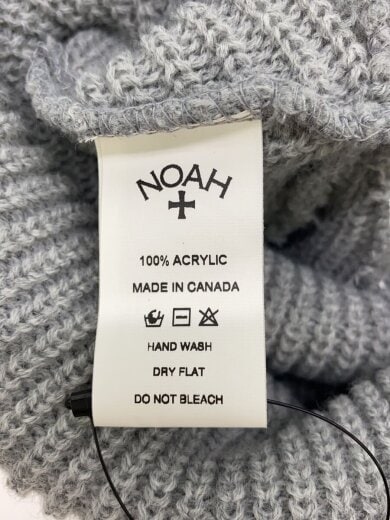 NOAH
100% ACRYLIC
MADE IN CANADA
HAND WASH
DRY FLAT
DO NOT BLEACH